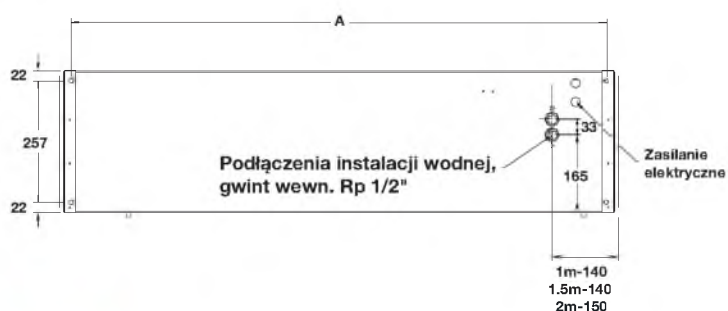 A
22
257
22
33
165
Podłączenia instalacji wodnej,
gwint wewn. Rp 1/2"
Zasilanie
elektryczne
1m-140
1.5m-140
2m-150